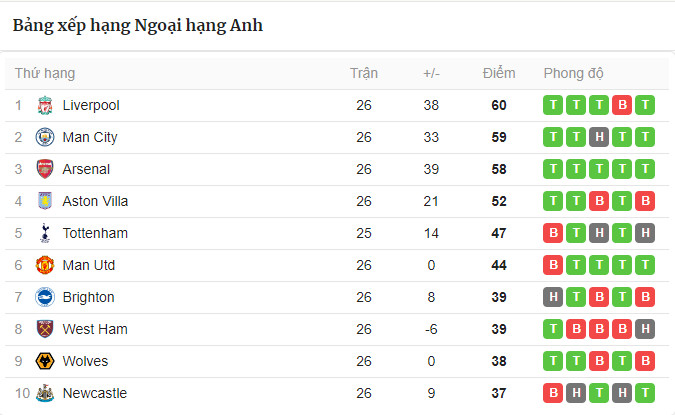 Bảng xếp hạng Ngoại hạng Anh
Thứ hạng Trận +/- Điểm Phong độ
1 Liverpool 26 38 60 T T T B T
2 Man City 26 33 59 T T H T T
3 Arsenal 26 39 58 T T T T T
4 Aston Villa 26 21 52 T T B T B
5 Tottenham 25 14 47 B T H T H
6 Man Utd 26 0 44 B T T T T
7 Brighton 26 8 39 H T B T B
8 West Ham 26 -6 39 T B B B H
9 Wolves 26 0 38 T T B T B
10 Newcastle 26 9 37 B H T H T